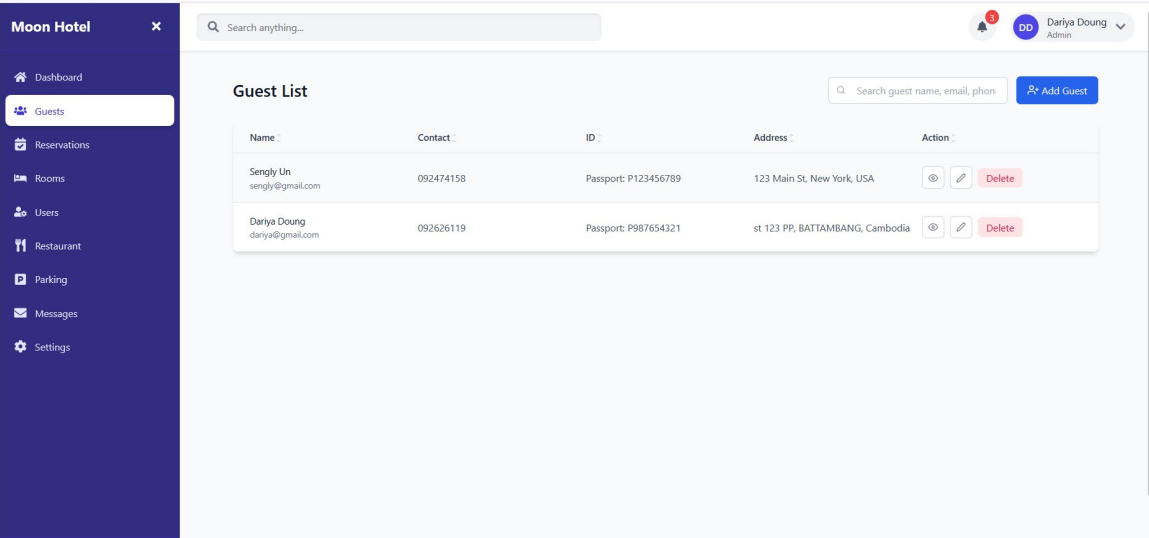 Moon Hotel
Search anything...
3
DD
Dariya Doung
Admin
Dashboard
Guests
Reservations
Rooms
Users
Restaurant
Parking
Messages
Settings
Guest List
Search guest name, email, phon
Add Guest
Name Contact ID Address Action
Sengly Un
sengly@gmail.com
092474158 Passport: P123456789 123 Main St, New York, USA Delete
Dariya Doung
dariya@gmail.com
092626119 Passport: P987654321 st 123 PP, BATTAMBANG, Cambodia Delete